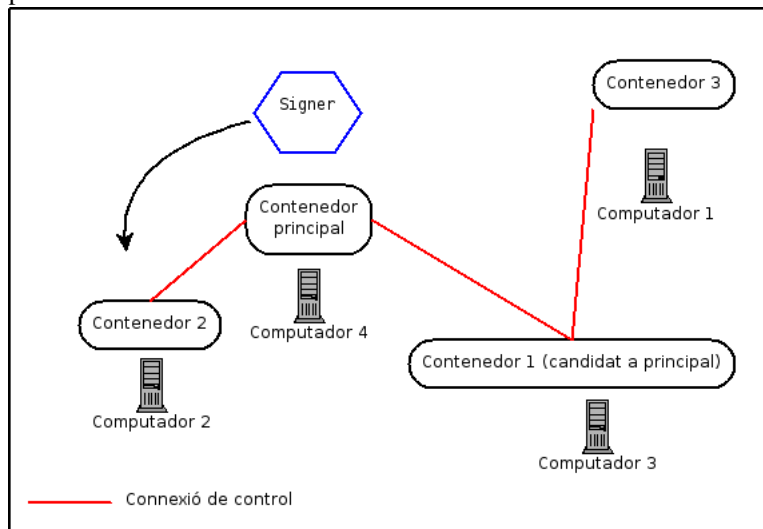 Contenedor 3
Signer
Computador 1
Contenedor
principal
Contenedor 2
Computador 4
Contenedor 1 (candidat a principal)
Computador 2
Computador 3
Connexió de control